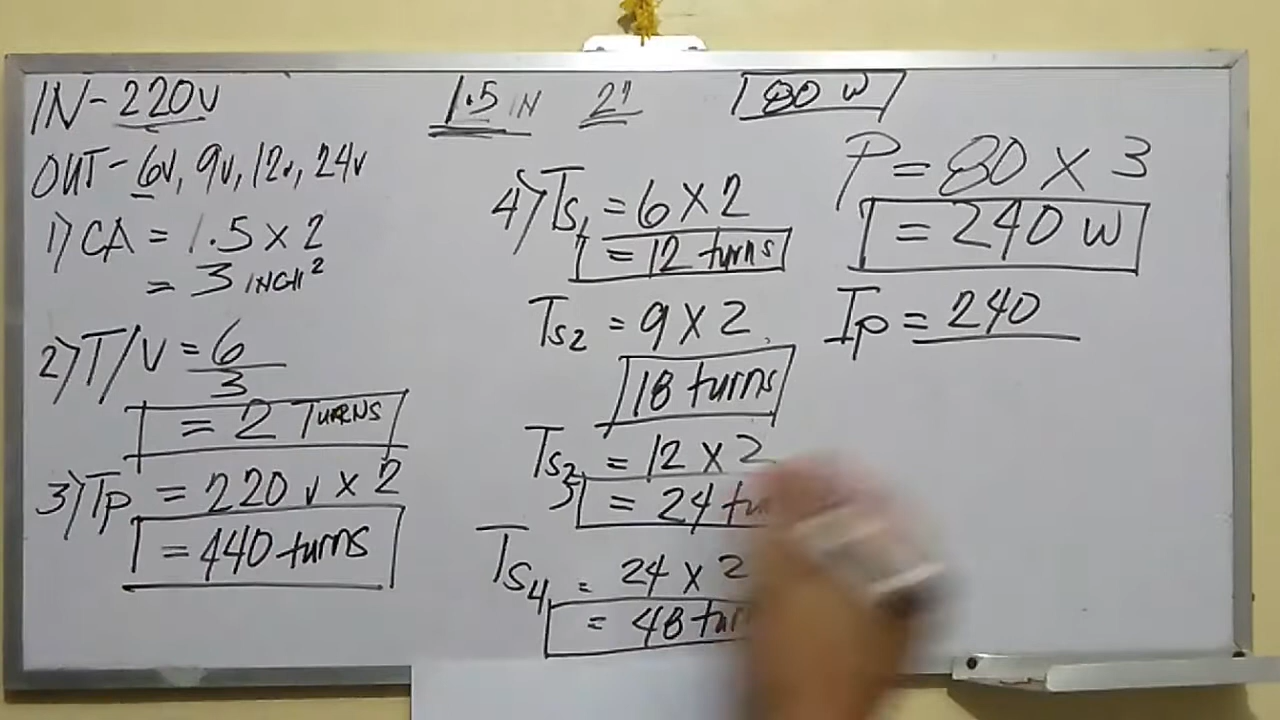 IN - 220V
1.5 IN 2"
80 W
OUT - 6V, 9V, 12V, 24V
1) CA = 1.5 x 2
= 3 INCH²
2) T/V = 6
3
= 2 TURNS
3) Tp = 220 V x 2
= 440 turns
4) Ts1 = 6 x 2
= 12 turns
Ts2 = 9 x 2
18 turns
Ts3 = 12 x 2
= 24 tu
Ts4 = 24 x 2
= 48 tur
P = 80 x 3
= 240 W
Ip = 240